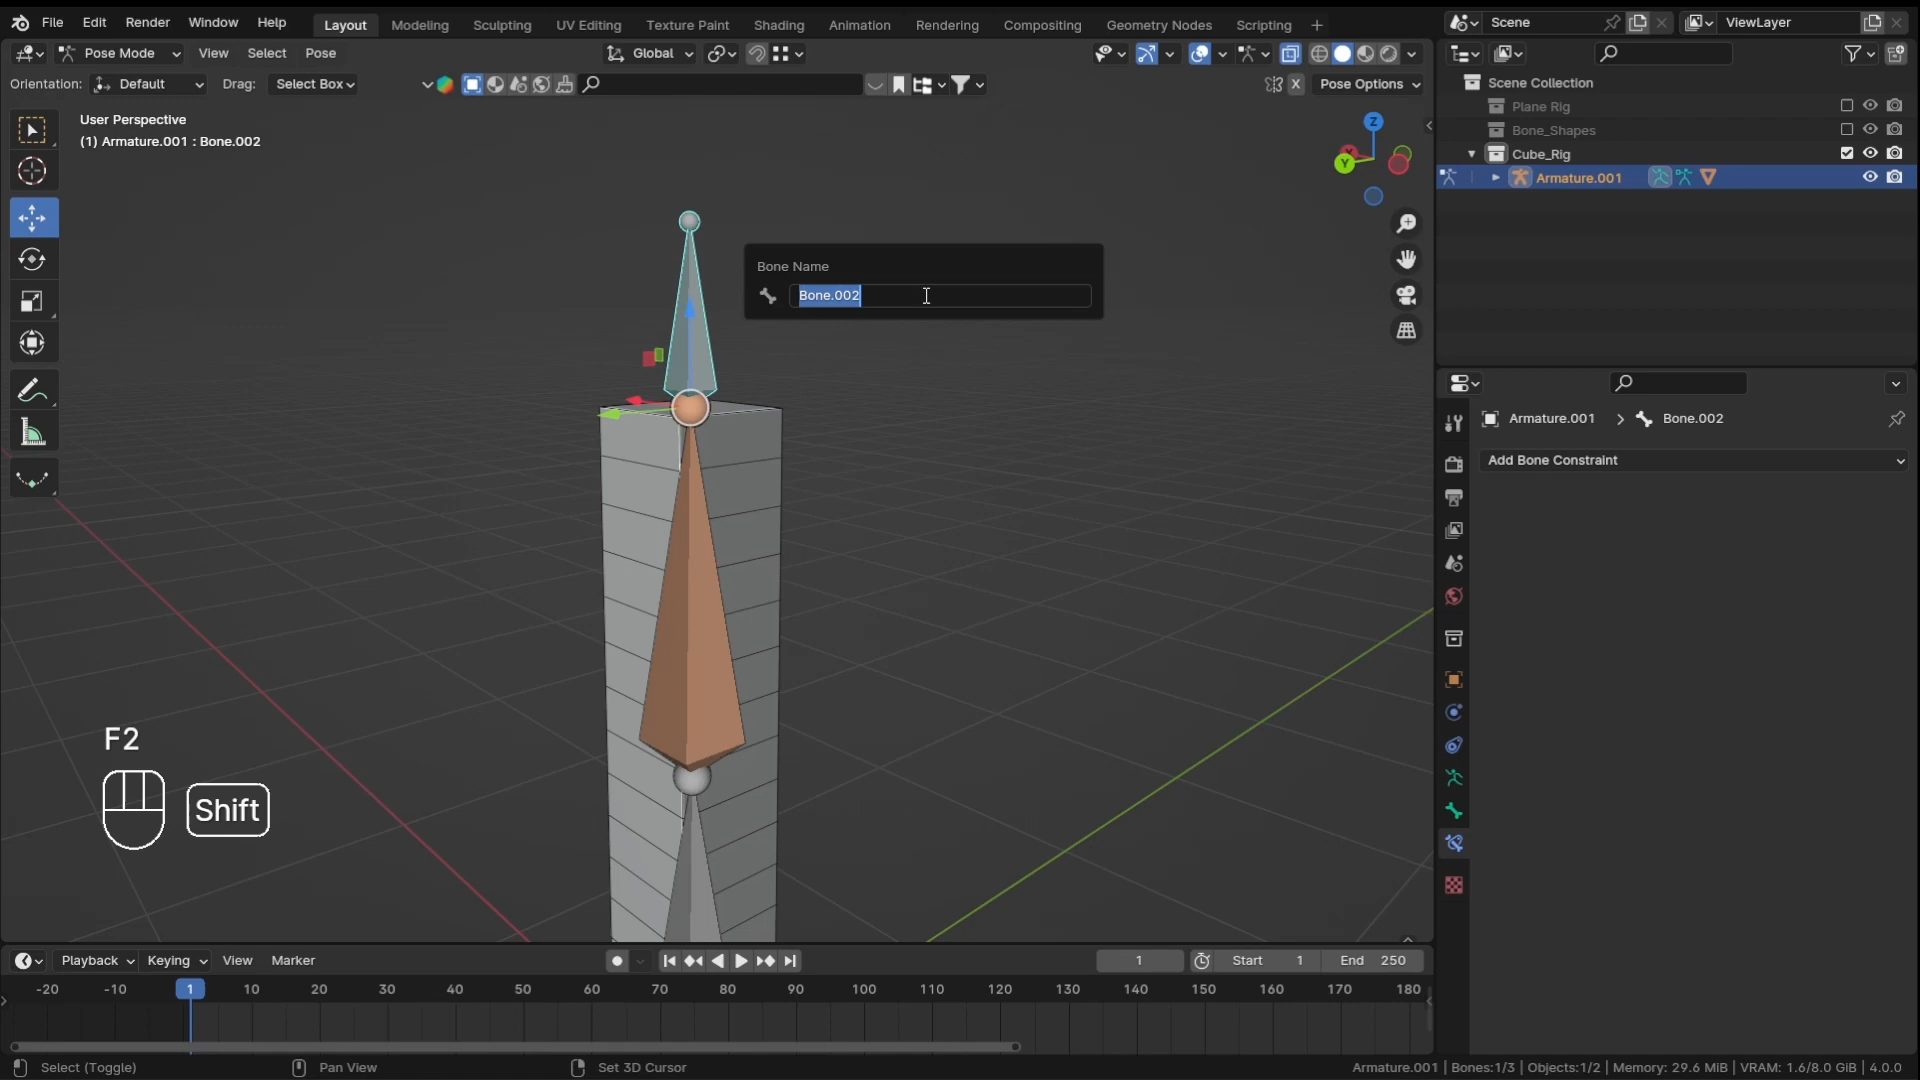 File Edit Render Window Help Layout Modeling Sculpting UV Editing Texture Paint Shading Animation Rendering Compositing Geometry Nodes Scripting + Scene ViewLayer
Pose Mode View Select Pose Global
Orientation: Default Drag: Select Box X Pose Options
User Perspective
(1) Armature.001 : Bone.002
Z
X
Y
Bone Name
Bone.002
F2
Shift
Scene Collection
Plane Rig
Bone_Shapes
Cube_Rig
Armature.001
Armature.001 > Bone.002
Add Bone Constraint
Playback Keying View Marker 1 Start 1 End 250
-20 -10 1 10 20 30 40 50 60 70 80 90 100 110 120 130 140 150 160 170 180
Select (Toggle) Pan View Set 3D Cursor Armature.001 | Bones:1/3 | Objects:1/2 | Memory: 29.6 MiB | VRAM: 1.6/8.0 GiB | 4.0.0